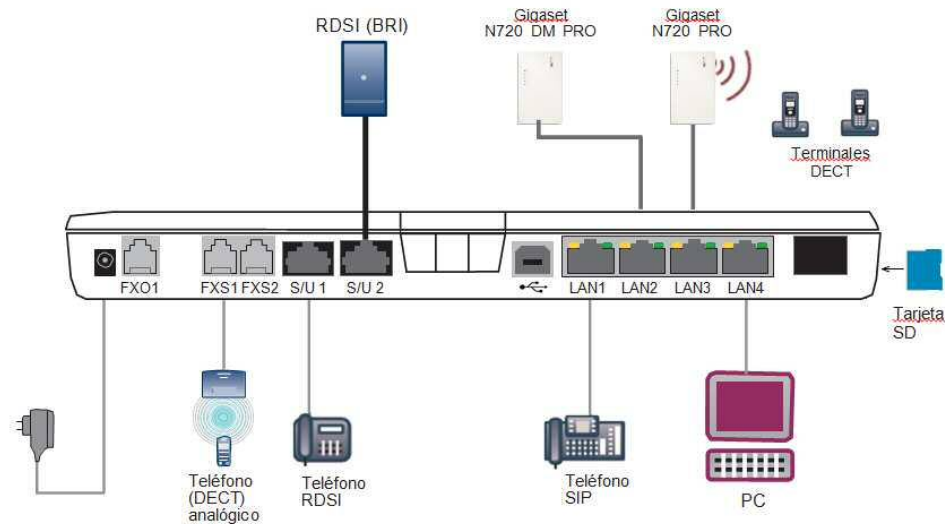 RDSI (BRI)
Gigaset
N720 DM PRO
Gigaset
N720 PRO
Terminales
DECT
FXO1
FXS1
FXS2
S/U 1
S/U 2
LAN1
LAN2
LAN3
LAN4
Tarjeta
SD
Teléfono
(DECT)
analógico
Teléfono
RDSI
Teléfono
SIP
PC